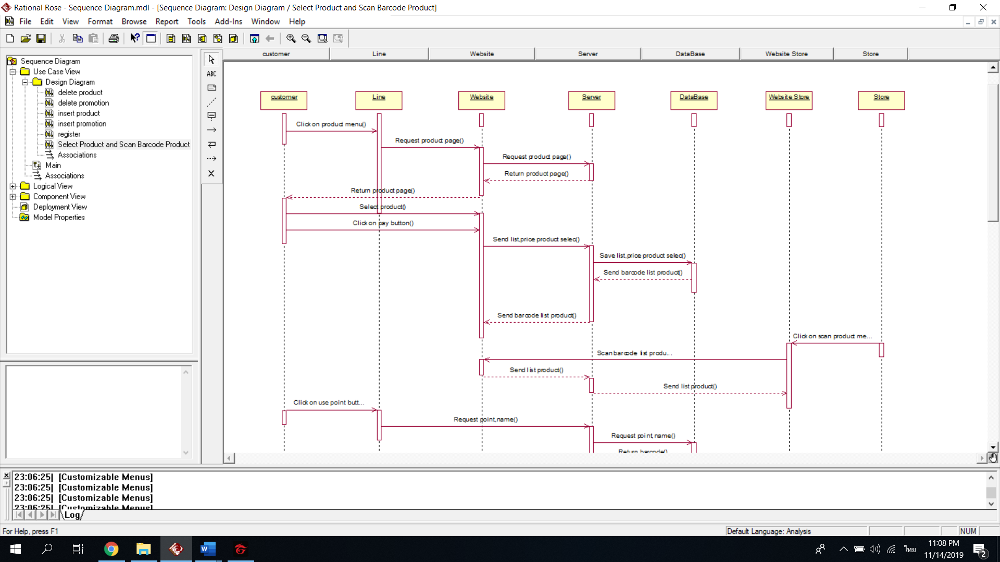 Rational Rose - Sequence Diagram.mdl - [Sequence Diagram: Design Diagram / Select Product and Scan Barcode Product]
File Edit View Format Browse Report Tools Add-Ins Window Help
Sequence Diagram
Use Case View
Design Diagram
delete product
delete promotion
insert product
insert promotion
register
Select Product and Scan Barcode Product
Associations
Main
Associations
Logical View
Component View
Deployment View
Model Properties
ABC
customer Line Website Server DataBase Website Store Store
customer Line Website Server DataBase Website Store Store
Click on product menu()
Request product page()
Request product page()
Return product page()
Return product page()
Select product()
Click on pay button()
Send list,price product selec()
Save list,price product selec()
Send barcode list product()
Send barcode list product()
Click on scan product me...
Scan barcode list produ...
Send list product()
Send list product()
Click on use point butt...
Request point,name()
Request point,name()
Return barcode()
23:06:25| [Customizable Menus]
23:06:25| [Customizable Menus]
23:06:25| [Customizable Menus]
23:06:25| [Customizable Menus]
Log
For Help, press F1
Default Language: Analysis
NUM
ไทย
11:08 PM
11/14/2019
2